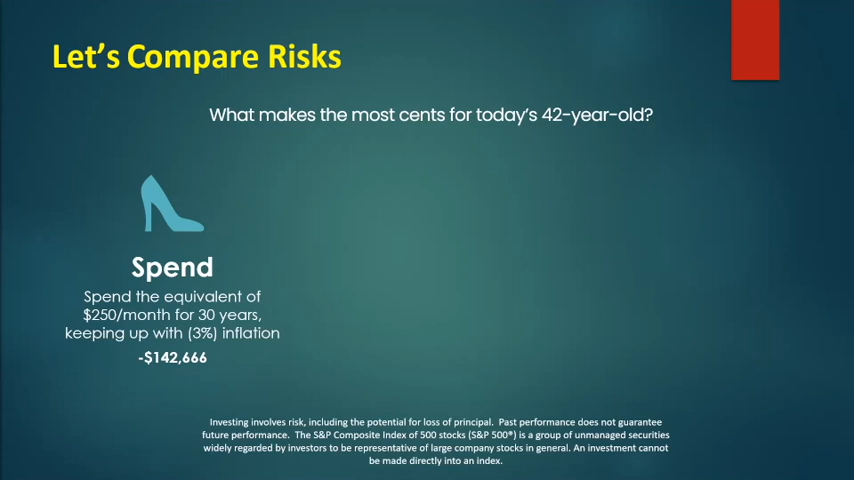 Let's Compare Risks
What makes the most cents for today's 42-year-old?
Spend
Spend the equivalent of
$250/month for 30 years,
keeping up with (3%) inflation
-$142,666
Investing involves risk, including the potential for loss of principal.  Past performance does not guarantee
future performance.  The S&P Composite Index of 500 stocks (S&P 500®) is a group of unmanaged securities
widely regarded by investors to be representative of large company stocks in general. An investment cannot
be made directly into an index.